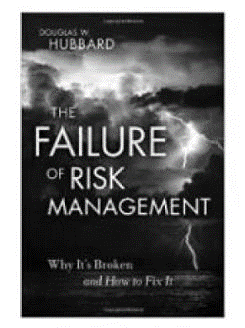 DOUGLAS W.
HUBBARD
THE
FAILURE
OF RISK
MANAGEMENT
Why It's Broken
and How to Fix It